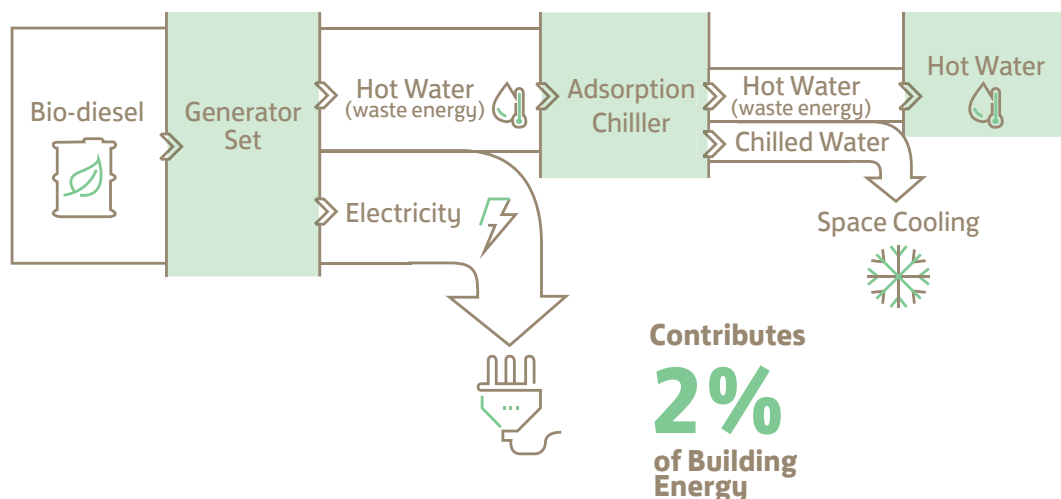 Bio-diesel
Generator
Set
Hot Water
(waste energy)
Electricity
Adsorption
Chilller
Hot Water
(waste energy)
Chilled Water
Hot Water
Space Cooling
Contributes
2%
of Building
Energy